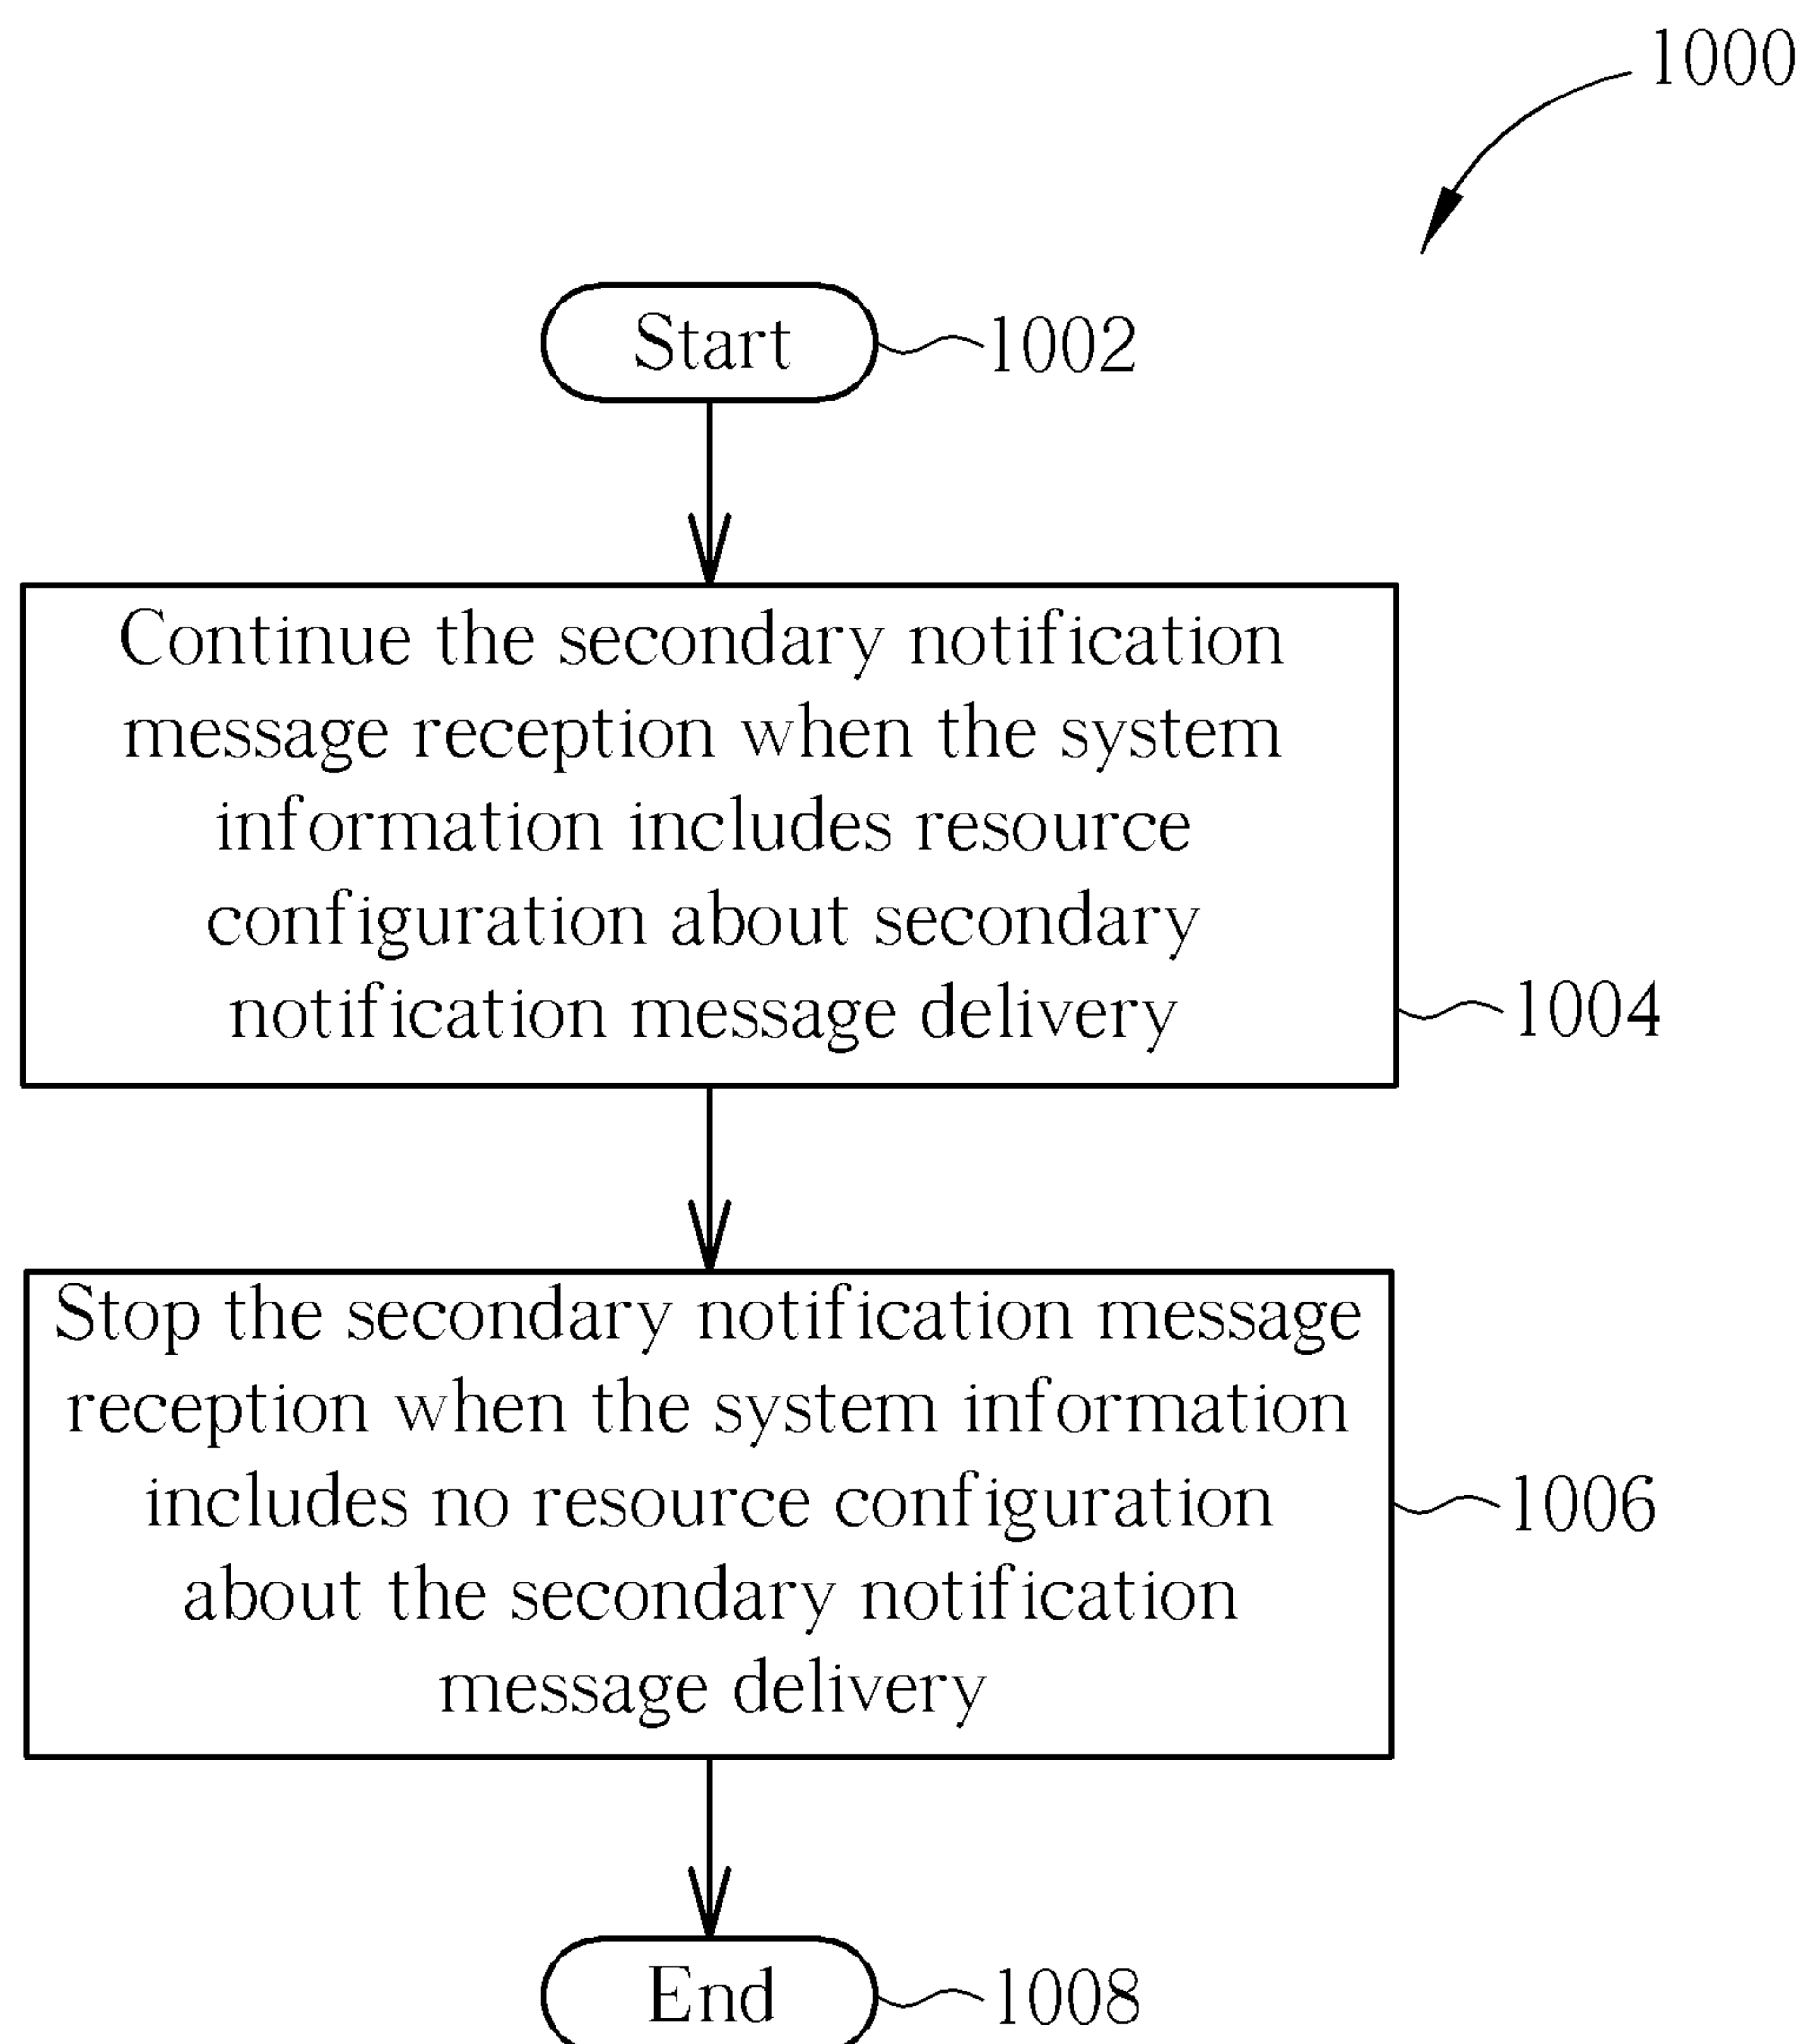 1000
Start
1002
Continue the secondary notification
message reception when the system
information includes resource
configuration about secondary
notification message delivery
1004
Stop the secondary notification message
reception when the system information
includes no resource configuration
about the secondary notification
message delivery
1006
End
1008